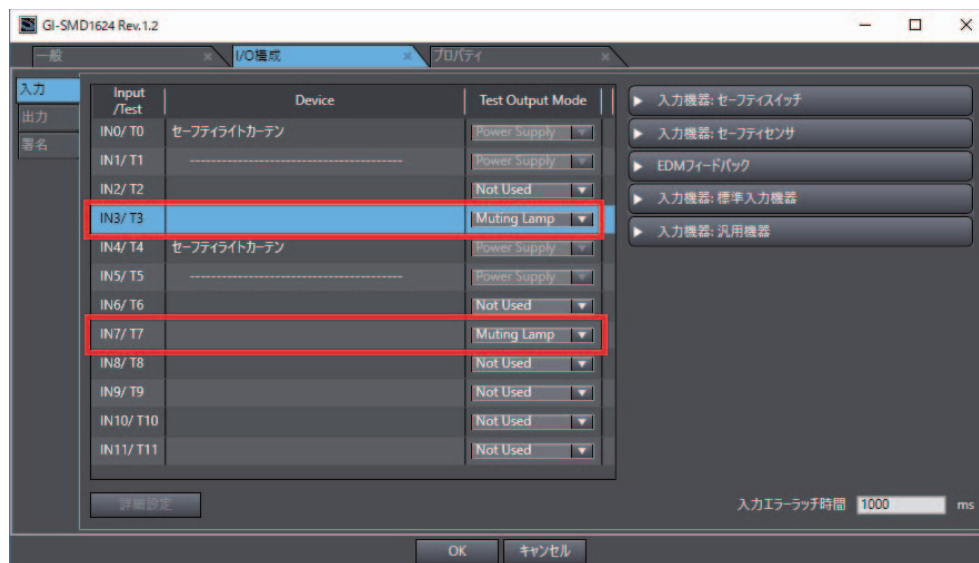 GI-SMD1624 Rev.1.2
一般 I/O構成 プロパティ
入力
出力
署名
Input /Test Device Test Output Mode
IN0/ T0 セーフティライトカーテン Power Supply
IN1/ T1 ---------------------------------------- Power Supply
IN2/ T2 Not Used
IN3/ T3 Muting Lamp
IN4/ T4 セーフティライトカーテン Power Supply
IN5/ T5 ---------------------------------------- Power Supply
IN6/ T6 Not Used
IN7/ T7 Muting Lamp
IN8/ T8 Not Used
IN9/ T9 Not Used
IN10/ T10 Not Used
IN11/ T11 Not Used
入力機器: セーフティスイッチ
入力機器: セーフティセンサ
EDMフィードバック
入力機器: 標準入力機器
入力機器: 汎用機器
詳細設定
入力エラーラッチ時間 1000 ms
OK キャンセル